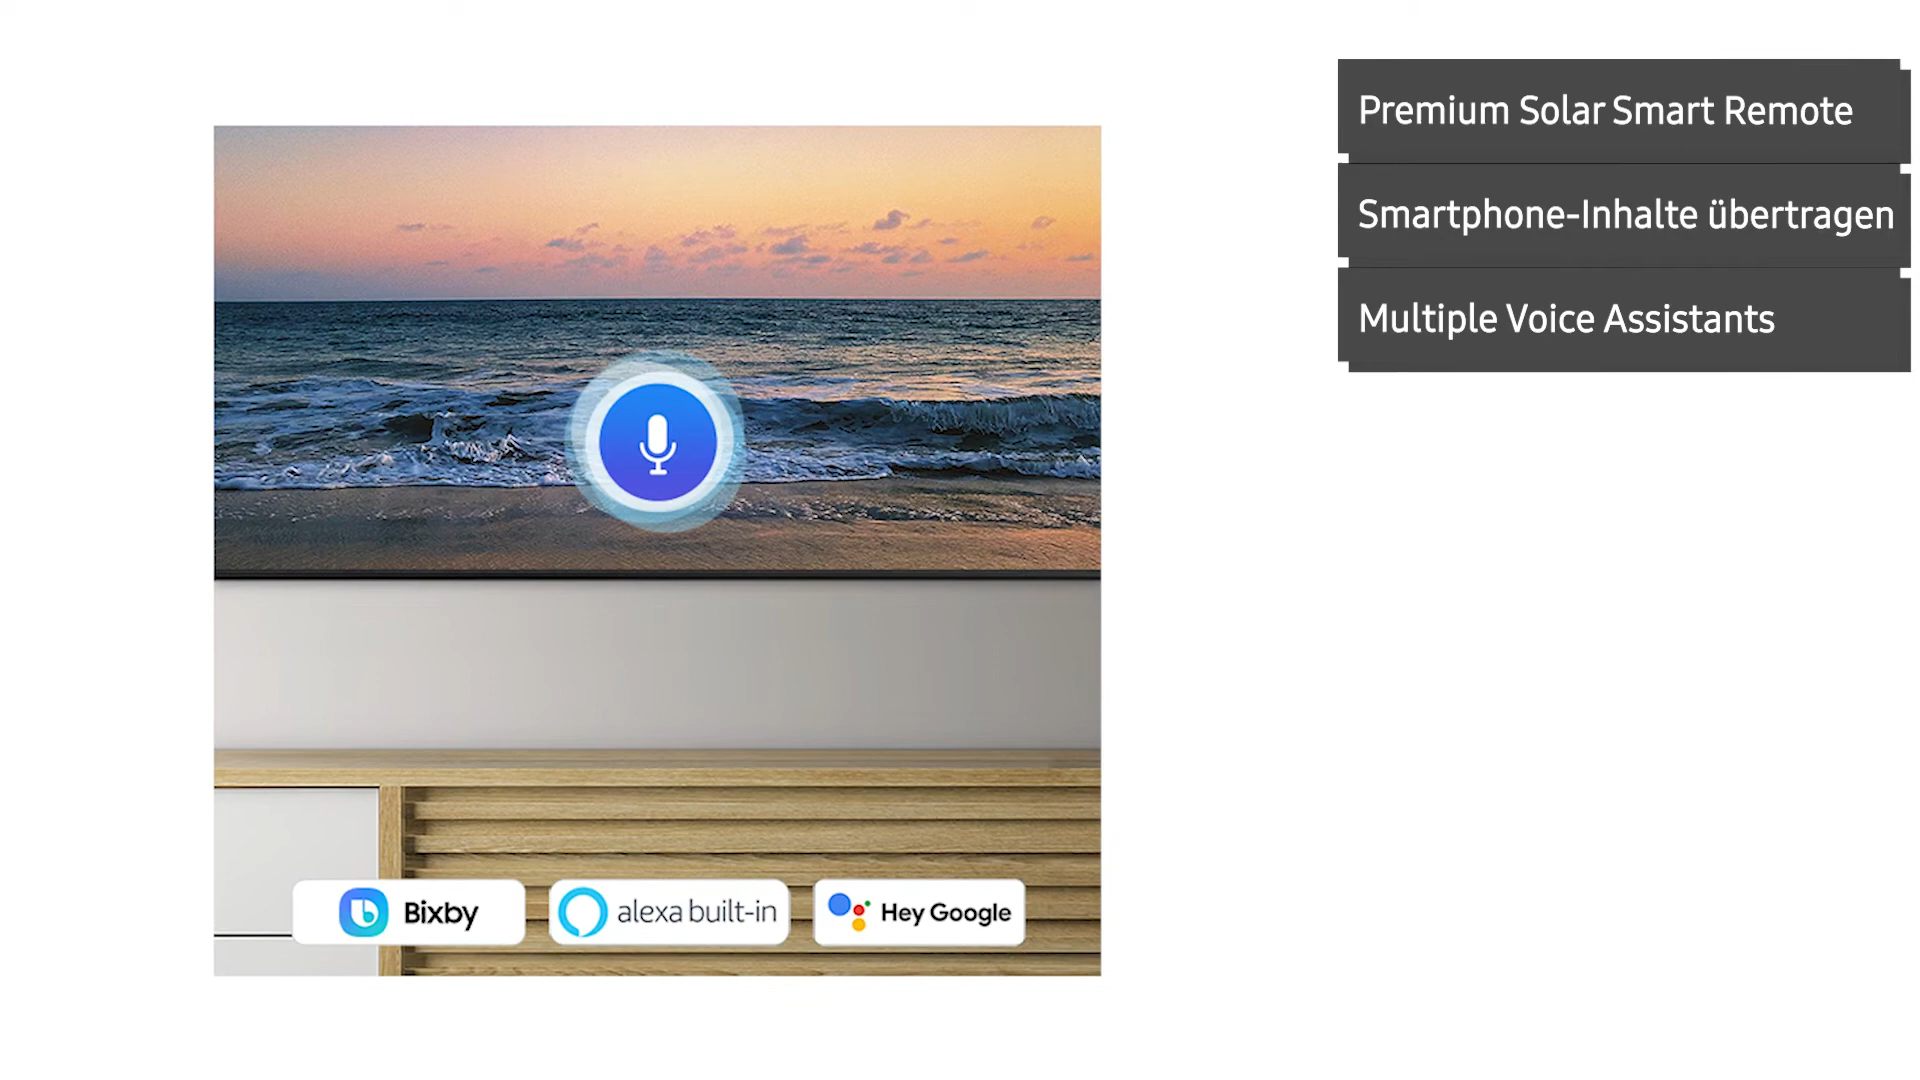 Premium Solar Smart Remote
Smartphone-Inhalte übertragen
Multiple Voice Assistants
Bixby
alexa built-in
Hey Google